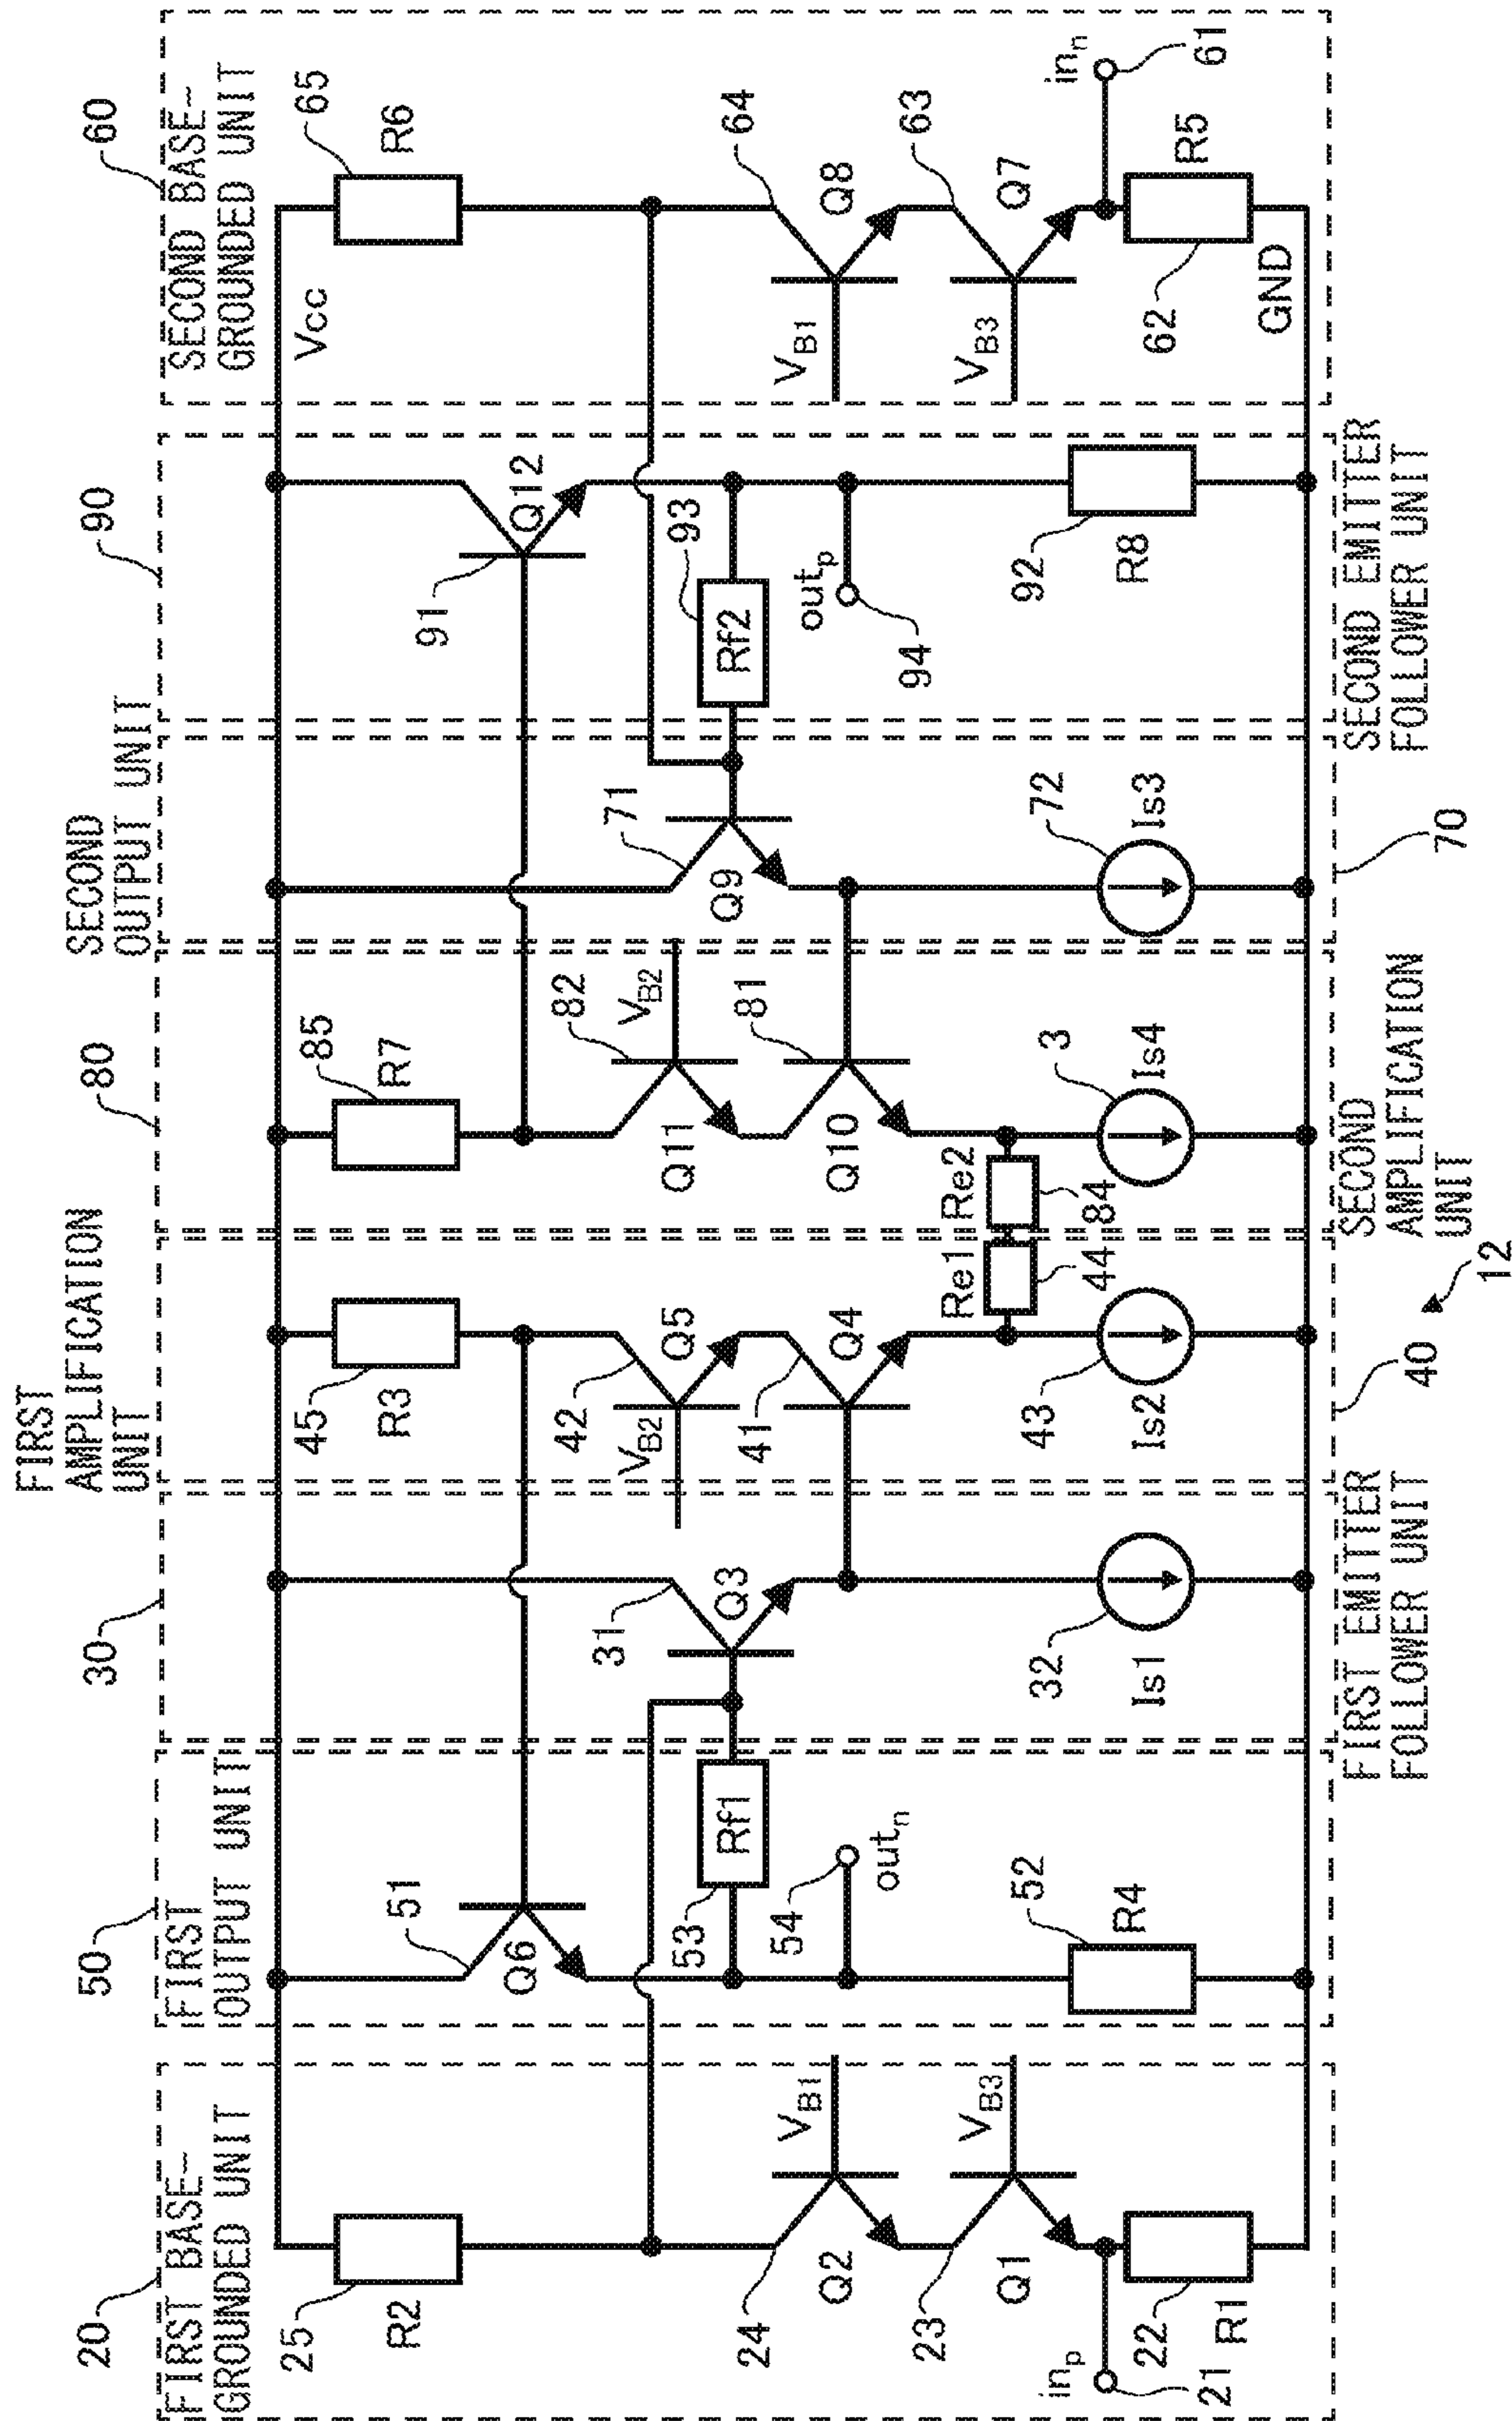 FIRST BASE-
GROUNDED UNIT
20
25
R2
24
Q2
VB1
23
Q1
VB3
inp
21
22
R1
FIRST
OUTPUT UNIT
50
51
Q6
53
Rf1
54
outn
52
R4
30
31
Q3
32
Is1
FIRST EMITTER
FOLLOWER UNIT
FIRST
AMPLIFICATION
UNIT
45
R3
42
Q5
VB2
41
Q4
43
Is2
Re1
44
40
12
80
85
R7
82
VB2
Q11
81
Q10
Re2
84
3
Is4
SECOND
AMPLIFICATION
UNIT
SECOND
OUTPUT UNIT
71
Q9
72
Is3
70
90
91
Q12
93
Rf2
outp
94
92
R8
SECOND EMITTER
FOLLOWER UNIT
60
SECOND BASE-
GROUNDED UNIT
Vcc
65
R6
64
Q8
VB1
63
Q7
VB3
inn
61
62
R5
GND